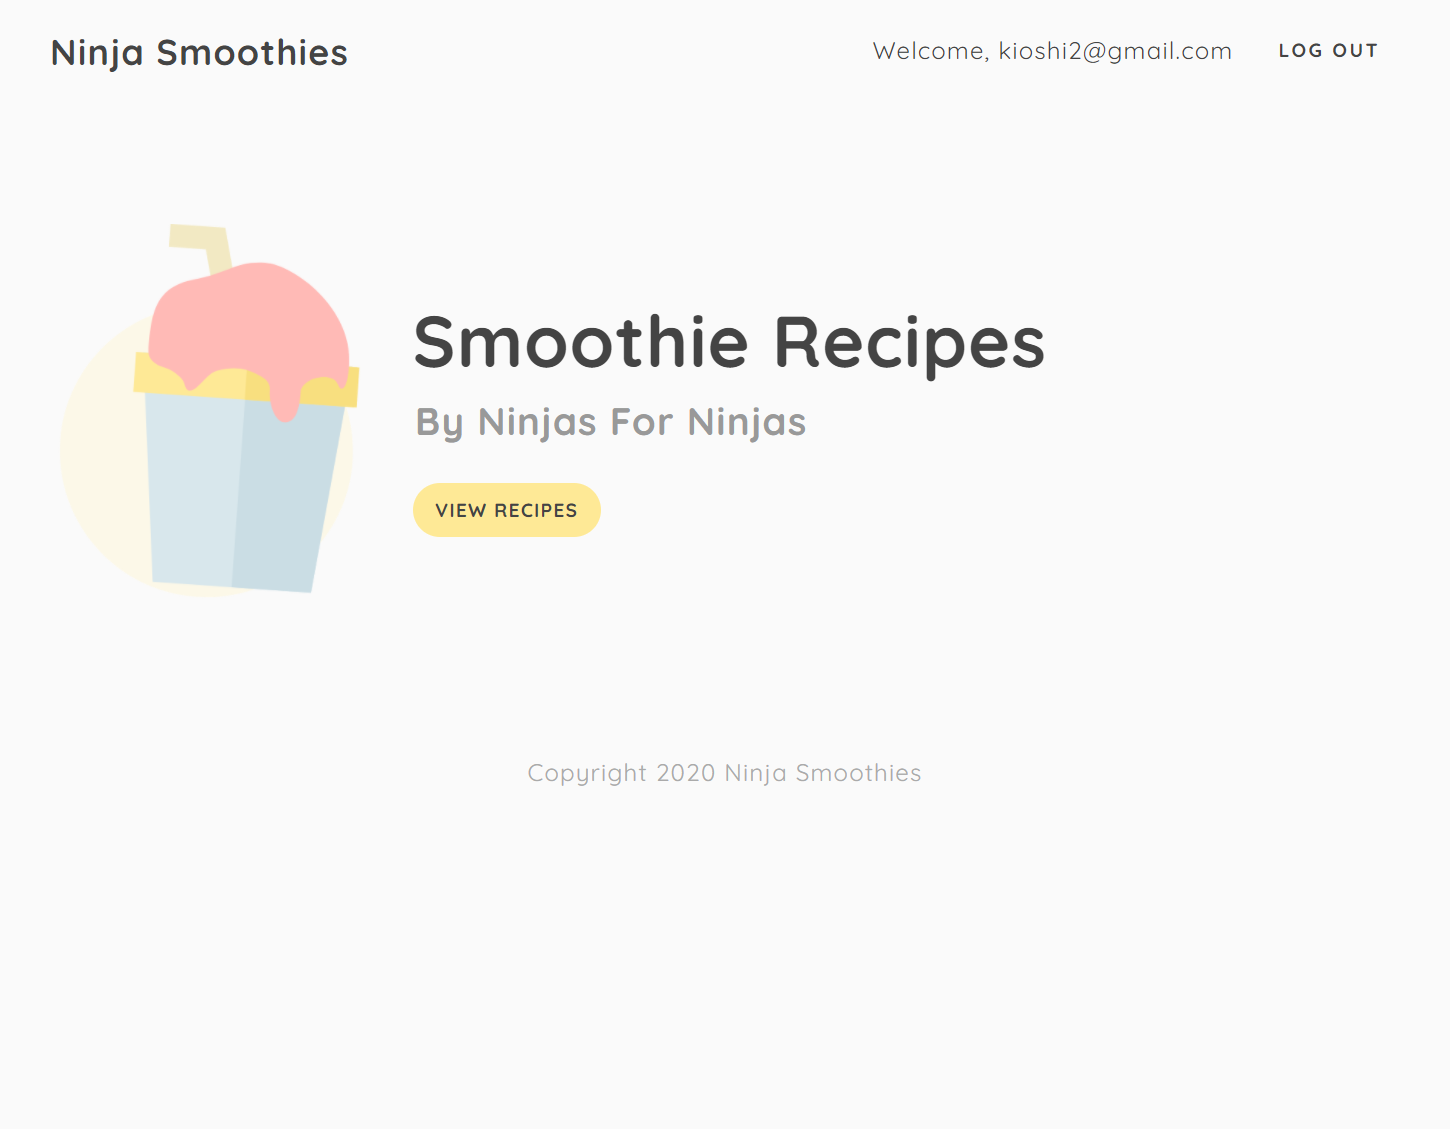 Ninja Smoothies
Welcome, kioshi2@gmail.com
LOG OUT
Smoothie Recipes
By Ninjas For Ninjas
VIEW RECIPES
Copyright 2020 Ninja Smoothies